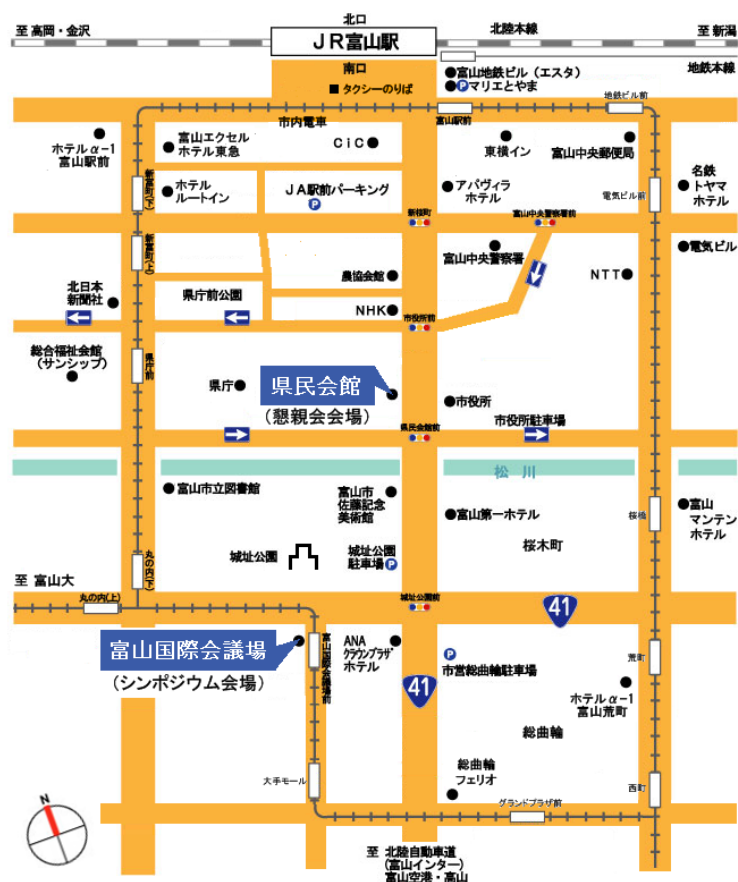 北口
至 高岡・金沢
JR富山駅
北陸本線
至 新潟
南口
地鉄本線
富山地鉄ビル（エスタ）
P マリエとやま
■ タクシーのりば
地鉄ビル前
富山駅前
市内電車
ホテルα-1
富山駅前
富山エクセル
ホテル東急
CiC
東横イン
富山中央郵便局
名鉄
トヤマ
ホテル
新富町(下)
ホテル
ルートイン
JA駅前パーキング
P
アパヴィラ
ホテル
電気ビル前
新桜町
富山中央警察署前
新富町(上)
富山中央警察署
電気ビル
農協会館
NTT
北日本
新聞社
県庁前公園
NHK
市役所前
総合福祉会館
（サンシップ）
県庁前
県庁
県民会館
（懇親会会場）
市役所
市役所駐車場
県民会館前
松川
富山市立図書館
富山市
佐藤記念
美術館
富山第一ホテル
桜橋
富山
マンテン
ホテル
桜木町
城址公園
城址公園
駐車場
P
丸の内(下)
至 富山大
丸の内(上)
城址公園前
41
富山国際会議場
（シンポジウム会場）
富山国際会議場前
ANA
クラウンプラザ
ホテル
P
市営総曲輪駐車場
荒町
41
ホテルα-1
富山荒町
総曲輪
総曲輪
フェリオ
大手モール
西町
グランドプラザ前
N
至 北陸自動車道
（富山インター）
富山空港・高山